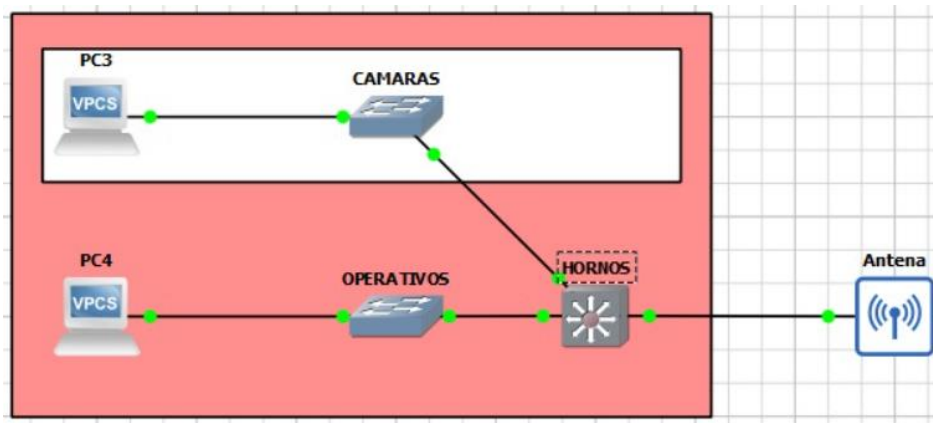 PC3
CAMARAS
VPCS
PC4
OPERATIVOS
HORNOS
Antena
VPCS